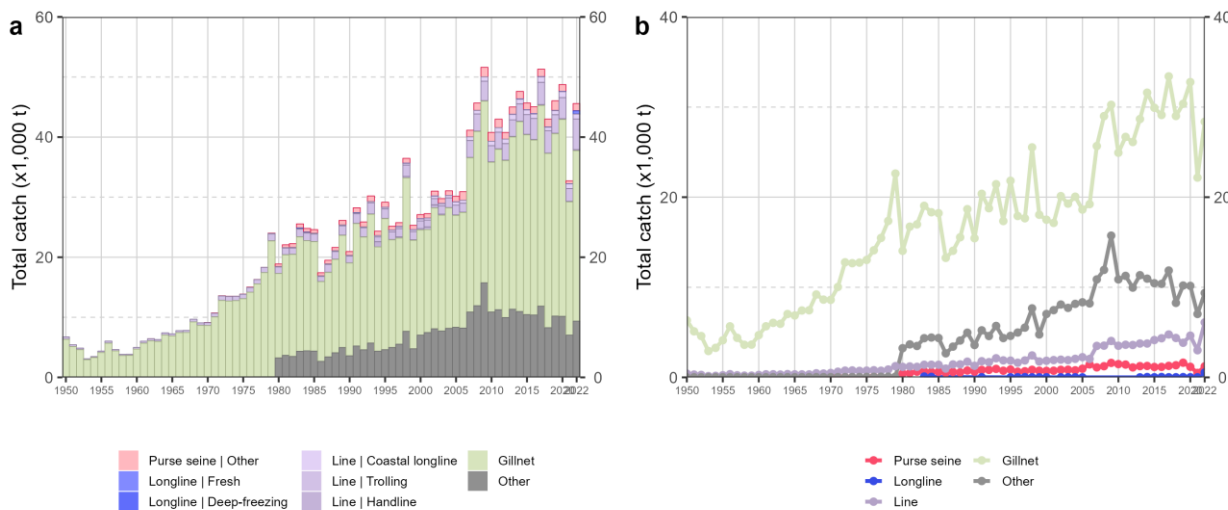 a
Total catch (x1,000 t)
60
40
20
0
60
40
20
0
1950 1955 1960 1965 1970 1975 1980 1985 1990 1995 2000 2005 2010 2015 2020 2022
Purse seine | Other
Longline | Fresh
Longline | Deep-freezing
Line | Coastal longline
Line | Trolling
Line | Handline
Gillnet
Other
b
Total catch (x1,000 t)
40
20
0
40
20
0
1950 1955 1960 1965 1970 1975 1980 1985 1990 1995 2000 2005 2010 2015 2020 2022
Purse seine
Longline
Line
Gillnet
Other